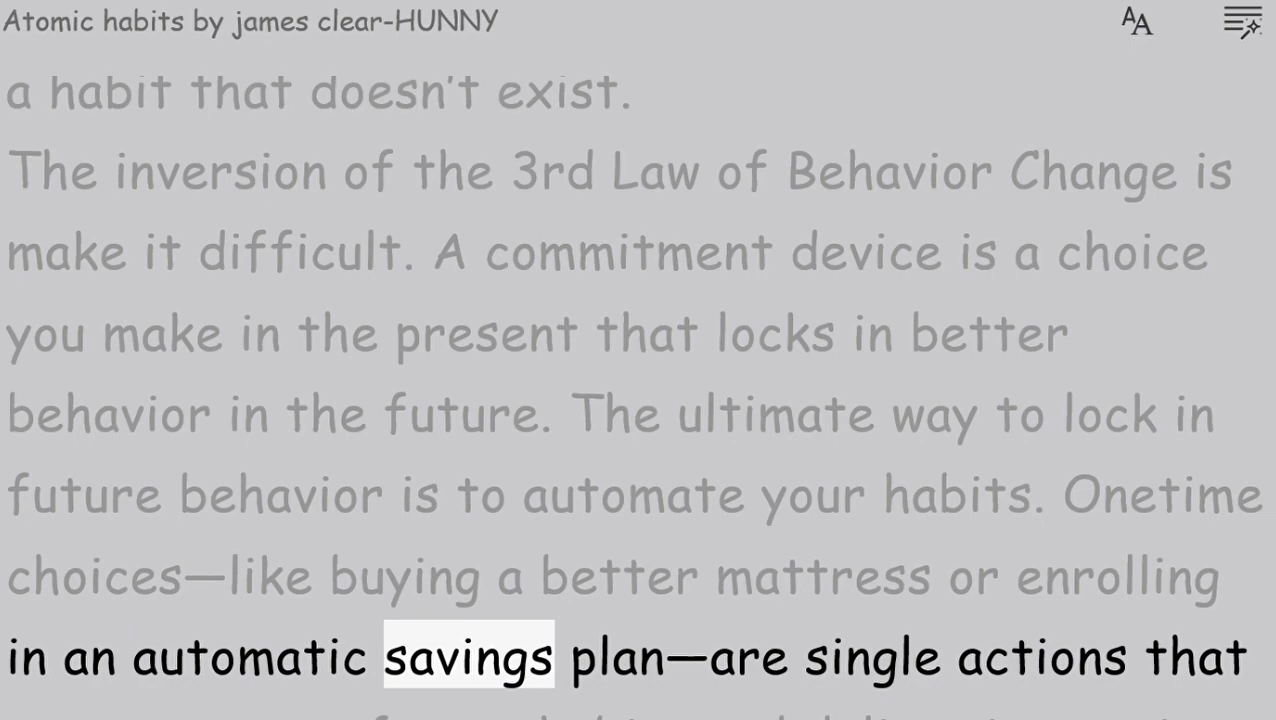 Atomic habits by james clear-HUNNY
AA
a habit that doesn't exist.
The inversion of the 3rd Law of Behavior Change is
make it difficult. A commitment device is a choice
you make in the present that locks in better
behavior in the future. The ultimate way to lock in
future behavior is to automate your habits. Onetime
choices—like buying a better mattress or enrolling
in an automatic savings plan—are single actions that